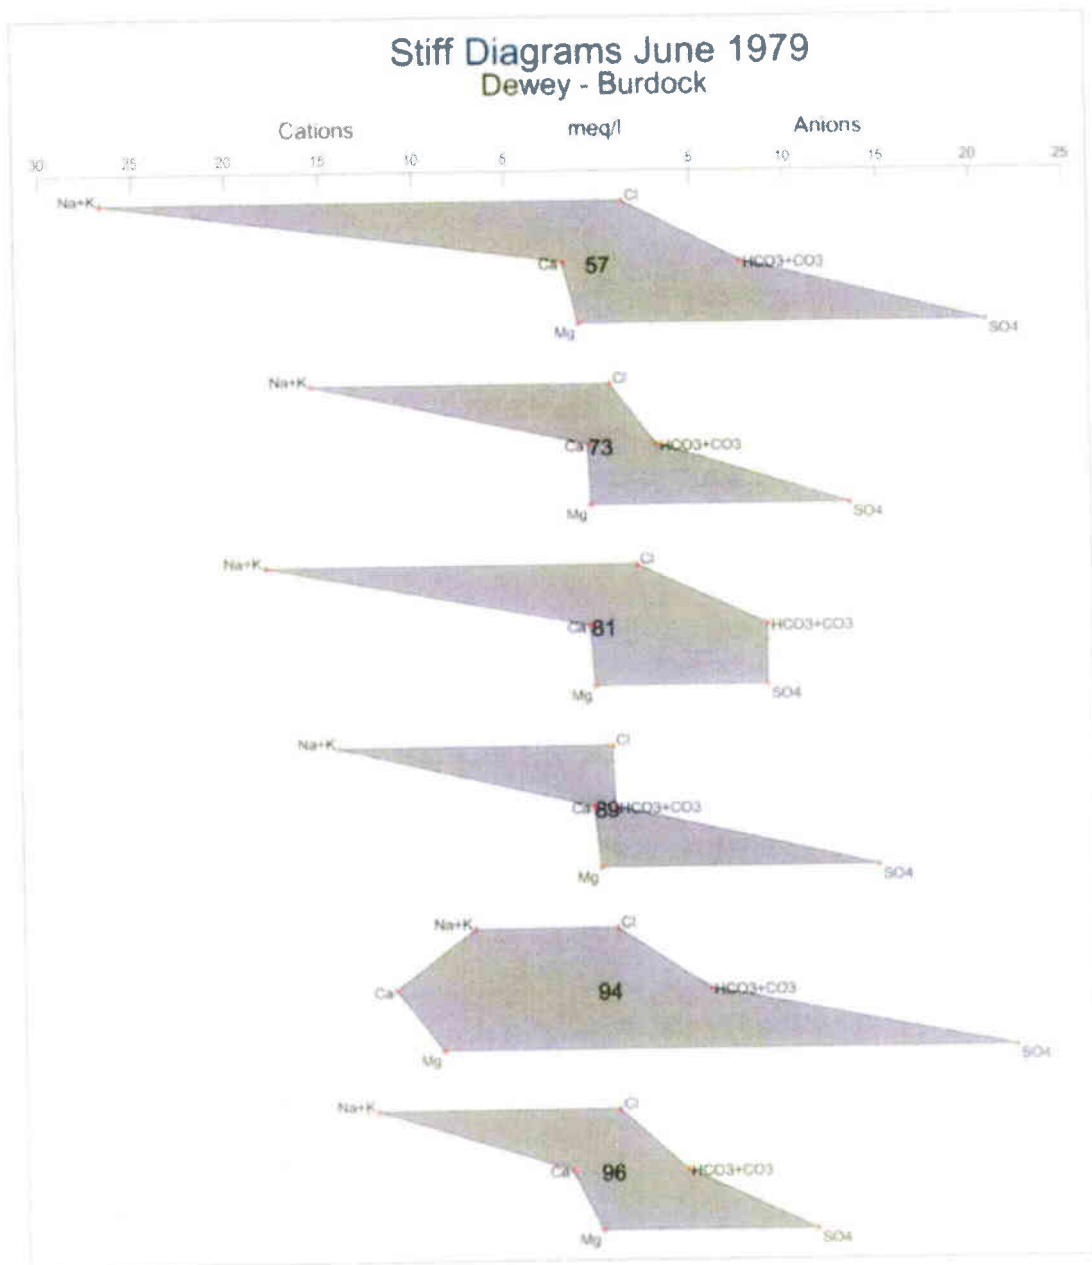 Stiff Diagrams June 1979
Dewey - Burdock
Cations meq/l Anions
30 25 20 15 10 5 5 10 15 20 25
Na+K Cl
Ca 57 HCO3+CO3
Mg SO4
Na+K Cl
Ca 73 HCO3+CO3
Mg SO4
Na+K Cl
Ca 81 HCO3+CO3
Mg SO4
Na+K Cl
Ca 89 HCO3+CO3
Mg SO4
Na+K Cl
Ca 94 HCO3+CO3
Mg SO4
Na+K Cl
Ca 96 HCO3+CO3
Mg SO4